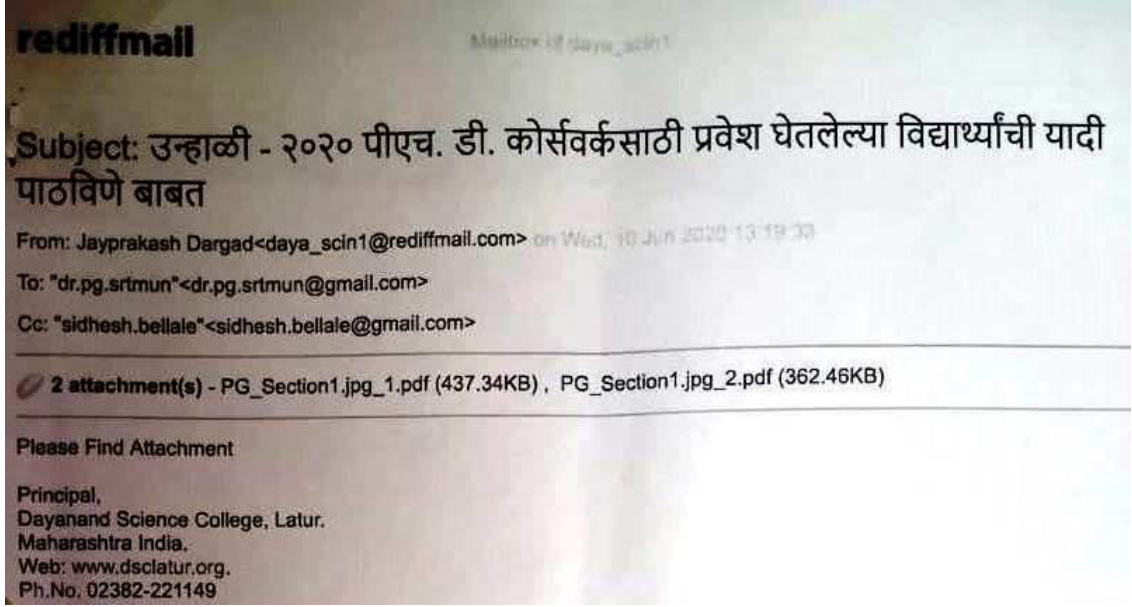 rediffmail
Mailbox of daya_scin1
Subject: उन्हाळी - २०२० पीएच. डी. कोर्सवर्कसाठी प्रवेश घेतलेल्या विद्यार्थ्यांची यादी
पाठविणे बाबत
From: Jayprakash Dargad<daya_scin1@rediffmail.com> on Wed, 10 Jun 2020 13:19:33
To: "dr.pg.srtmun"<dr.pg.srtmun@gmail.com>
Cc: "sidhesh.bellale"<sidhesh.bellale@gmail.com>
2 attachment(s) - PG_Section1.jpg_1.pdf (437.34KB) , PG_Section1.jpg_2.pdf (362.46KB)
Please Find Attachment
Principal,
Dayanand Science College, Latur.
Maharashtra India.
Web: www.dsclatur.org.
Ph.No. 02382-221149